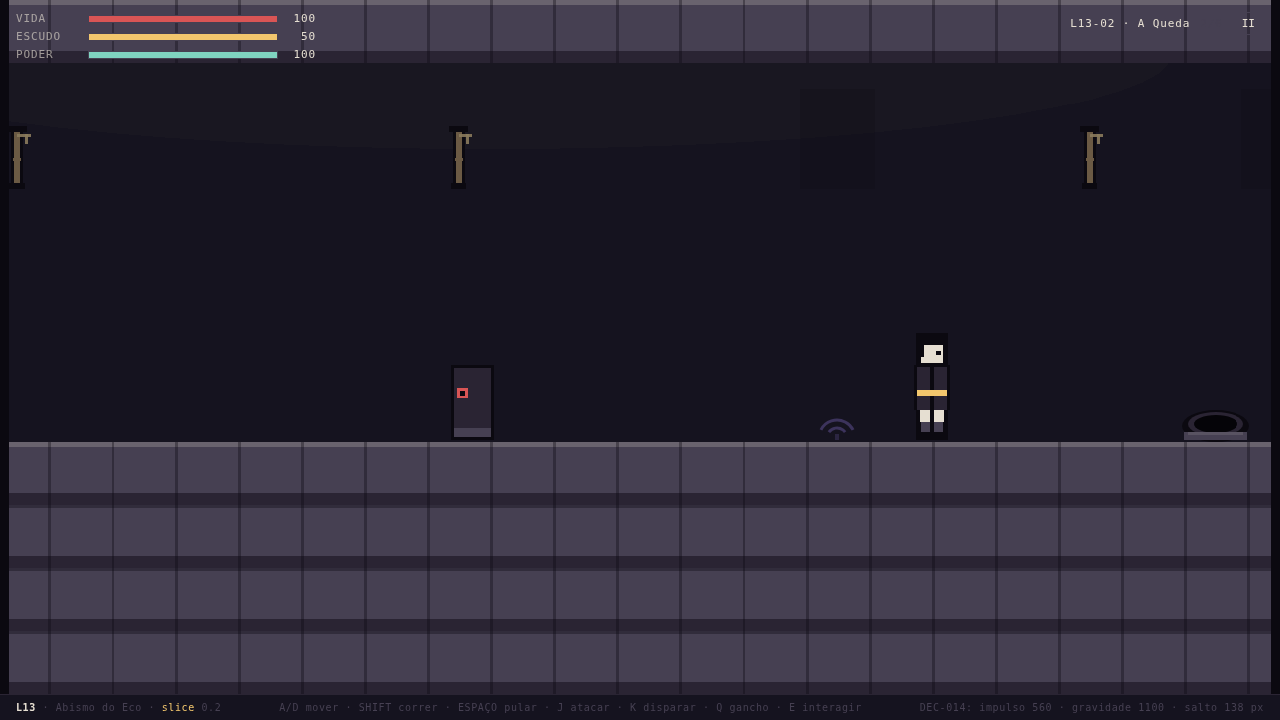 VIDA 100
ESCUDO 50
PODER 100
L13-02 · A Queda II
L13 · Abismo do Eco · slice 0.2
A/D mover · SHIFT correr · ESPAÇO pular · J atacar · K disparar · Q gancho · E interagir
DEC-014: impulso 560 · gravidade 1100 · salto 138 px